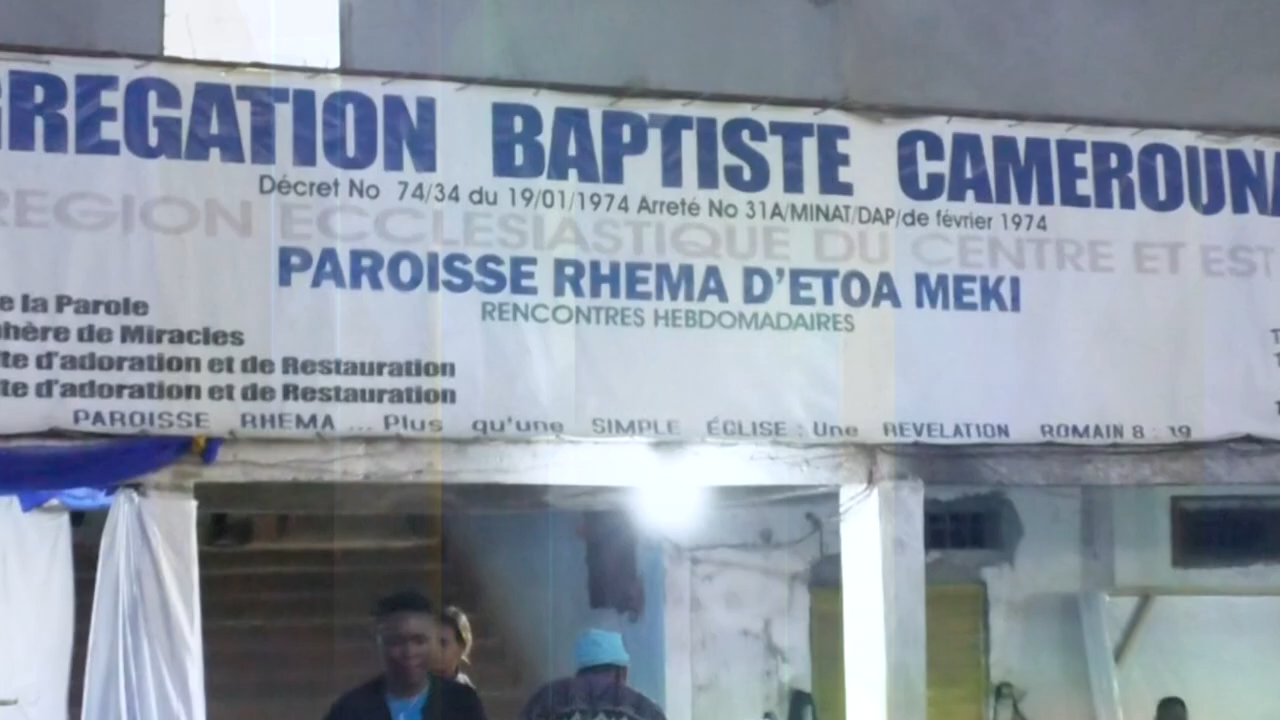 REGATION BAPTISTE CAMEROUNA
Décret No 74/34 du 19/01/1974 Arreté No 31A/MINAT/DAP/de février 1974
REGION ECCLESIASTIQUE DU CENTRE ET EST
PAROISSE RHEMA D'ETOA MEKI
RENCONTRES HEBDOMADAIRES
e la Parole
hère de Miracles
te d'adoration et de Restauration
te d'adoration et de Restauration
PAROISSE RHEMA ... Plus qu'une SIMPLE ÉGLISE : Une REVELATION ROMAIN 8 : 19